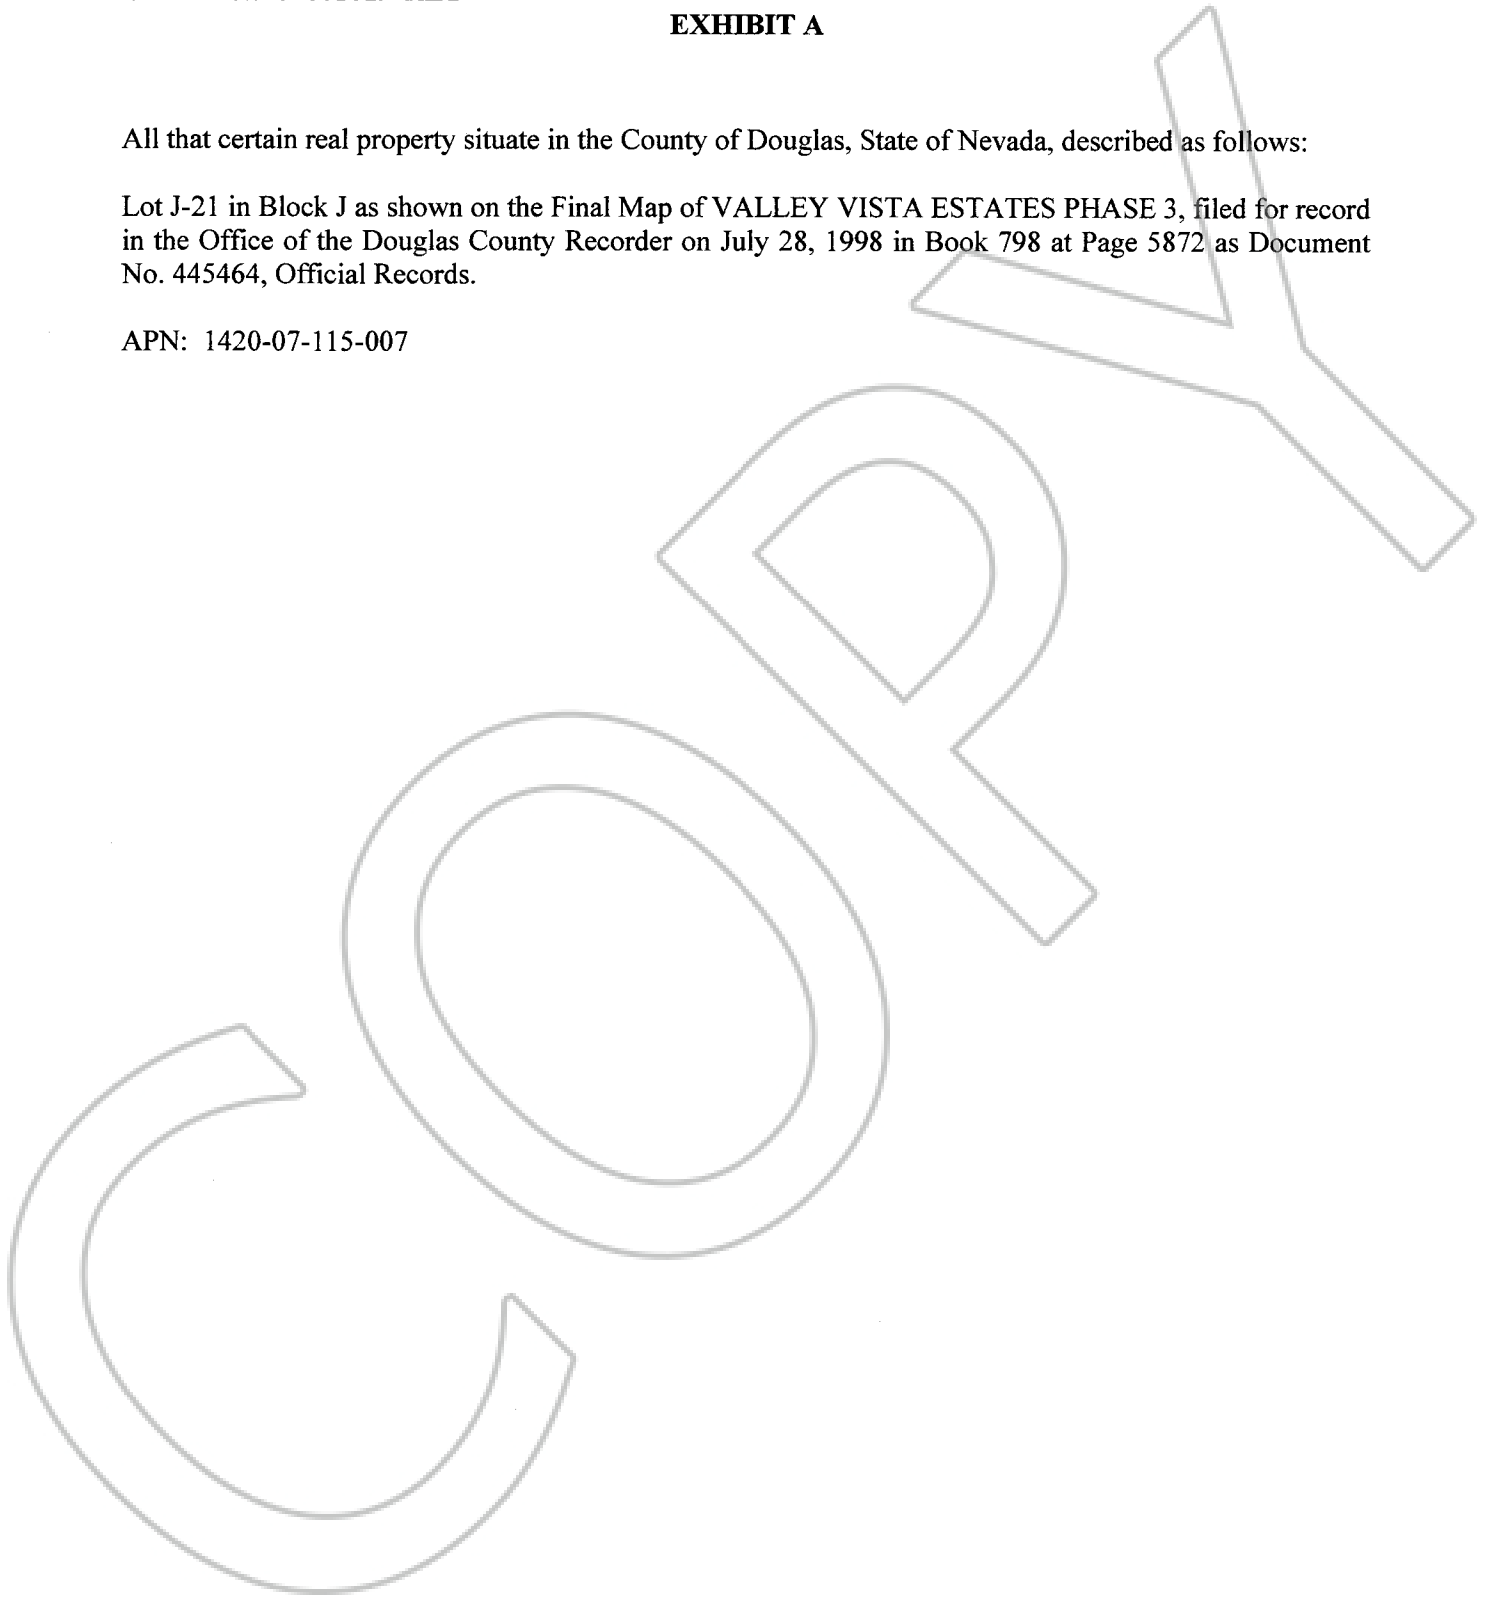 EXHIBIT A
All that certain real property situate in the County of Douglas, State of Nevada, described as follows:
Lot J-21 in Block J as shown on the Final Map of VALLEY VISTA ESTATES PHASE 3, filed for record
in the Office of the Douglas County Recorder on July 28, 1998 in Book 798 at Page 5872 as Document
No. 445464, Official Records.
APN: 1420-07-115-007
COPY